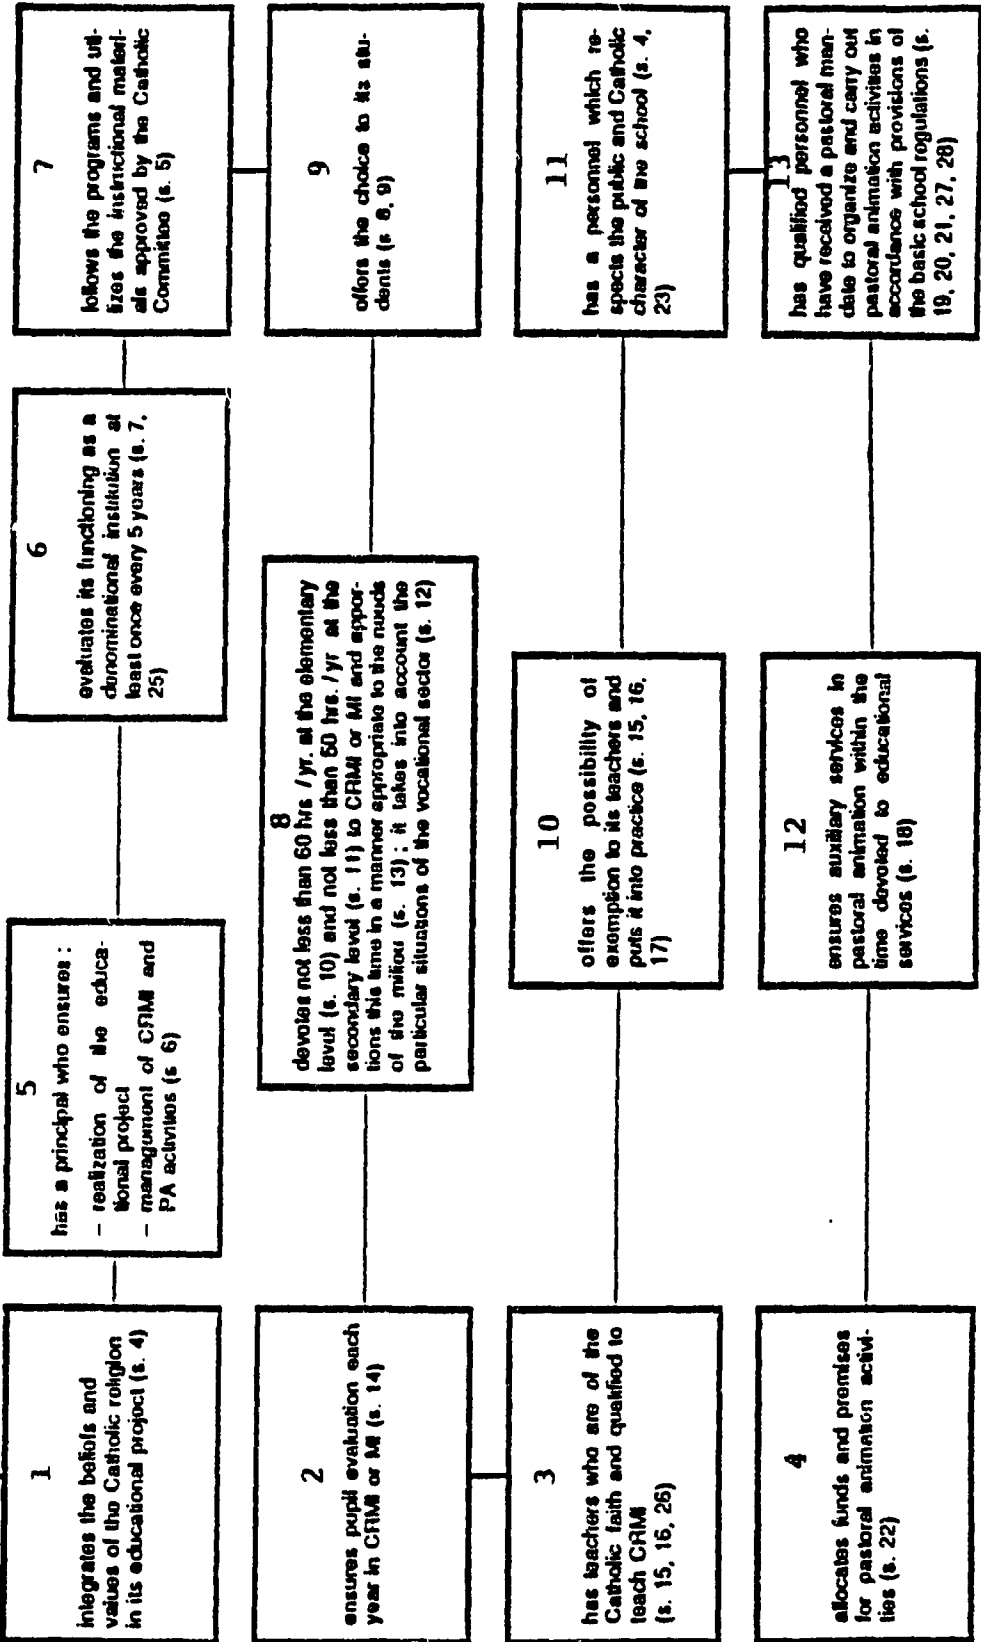 1
integrates the beliefs and
values of the Catholic religion
in its educational project (s. 4)
5
has a principal who ensures :
– realization of the educa-
tional project
– management of CRMI and
PA activities (s 6)
6
evaluates its functioning as a
denominational institution at
least once every 5 years (s. 7,
25)
7
follows the programs and uti-
lizes the instructional materi-
als approved by the Catholic
Committee (s. 5)
2
ensures pupil evaluation each
year in CRMI or MI (s. 14)
8
devotes not less than 60 hrs / yr. at the elementary
level (s. 10) and not less than 50 hrs. / yr at the
secondary level (s. 11) to CRMI or MI and appor-
tions this time in a manner appropriate to the needs
of the milieu (s. 13) ; it takes into account the
particular situations of the vocational sector (s. 12)
9
offers the choice to its stu-
dents (s 8, 9)
3
has teachers who are of the
Catholic faith and qualified to
teach CRMI
(s. 15, 16, 26)
10
offers the possibility of
exemption to its teachers and
puts it into practice (s. 15, 16,
17)
11
has a personnel which re-
spects the public and Catholic
character of the school (s. 4,
23)
4
allocates funds and premises
for pastoral animation activi-
ties (s. 22)
12
ensures auxiliary services in
pastoral animation within the
time devoted to educational
services (s. 18)
13
has qualified personnel who
have received a pastoral man-
date to organize and carry out
pastoral animation activities in
accordance with provisions of
the basic school regulations (s.
19, 20, 21, 27, 28)